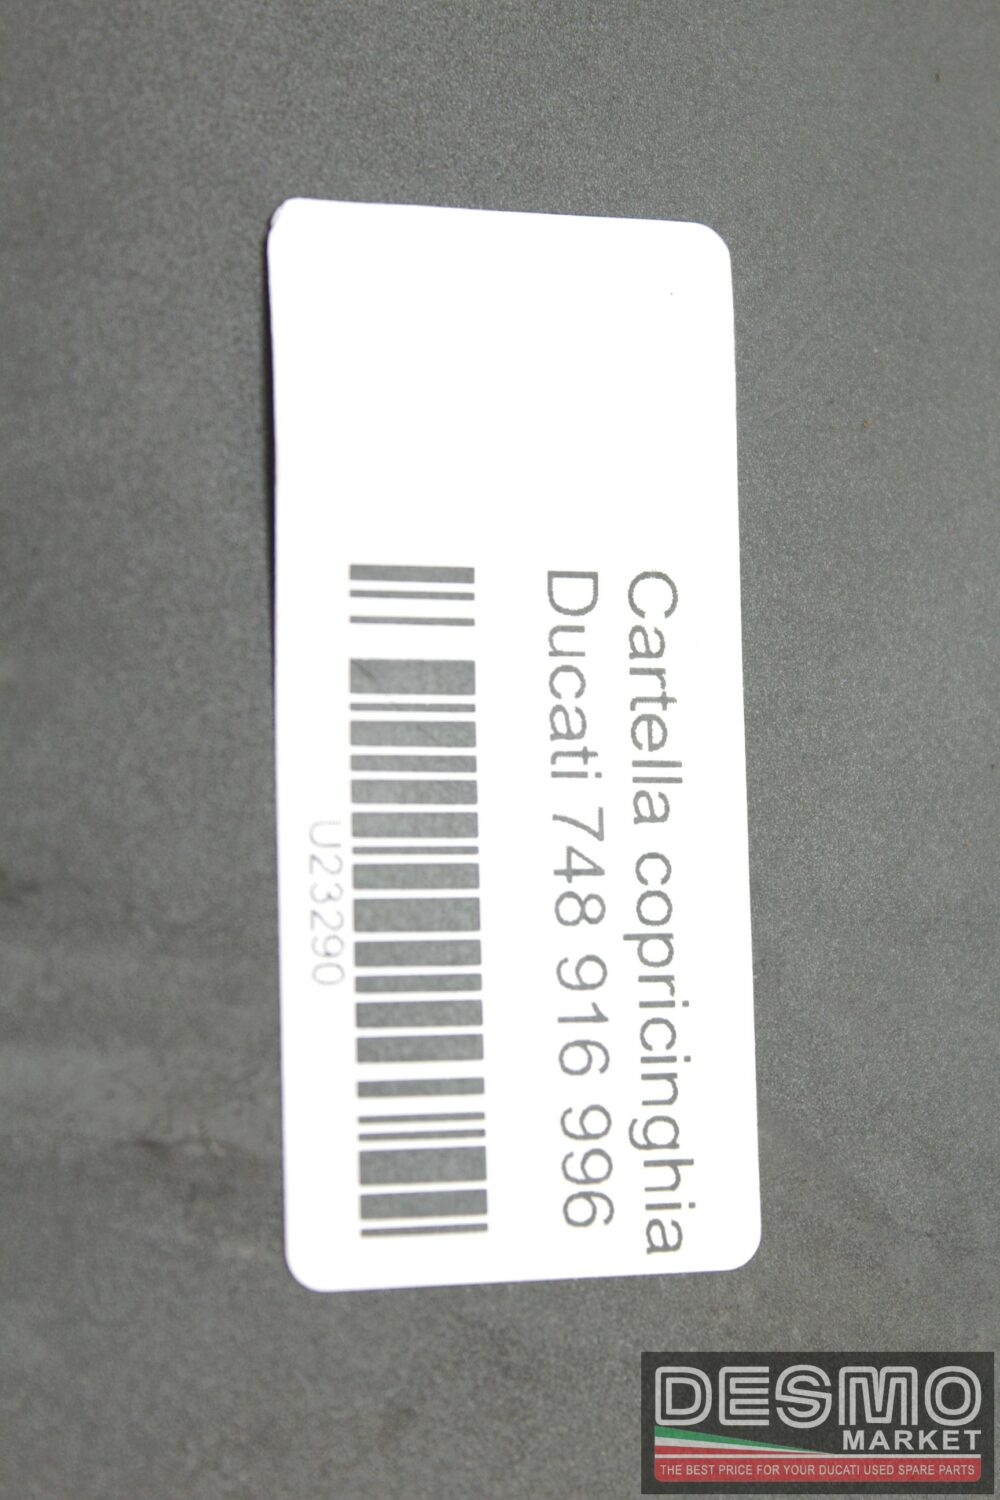 Cartella copricinghia
Ducati 748 916 996
U23290
DESMO
MARKET
THE BEST PRICE FOR YOUR DUCATI USED SPARE PARTS